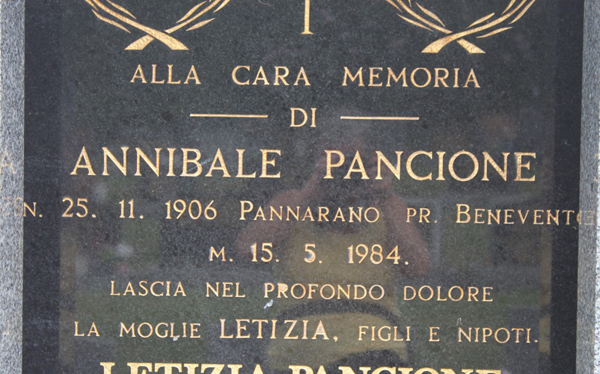 ALLA CARA MEMORIA
DI
ANNIBALE PANCIONE
N. 25. 11. 1906 PANNARANO PR. BENEVENTO
M. 15. 5. 1984.
LASCIA NEL PROFONDO DOLORE
LA MOGLIE LETIZIA, FIGLI E NIPOTI.
LETIZIA PANCIONE